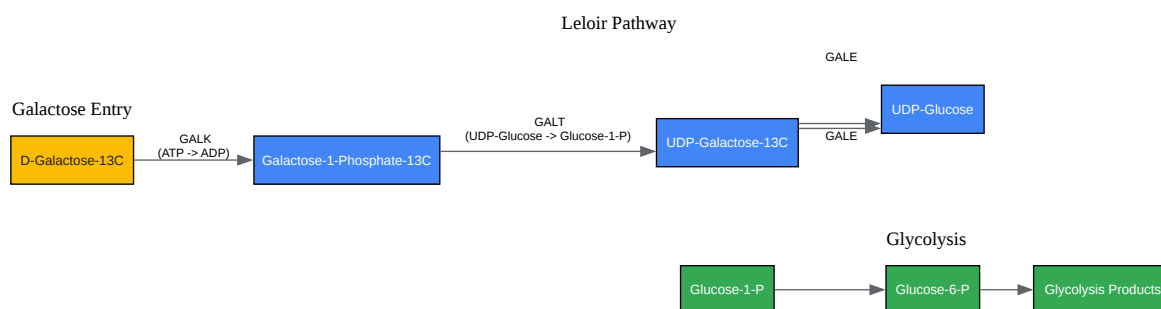 Leloir Pathway
GALE
Galactose Entry
UDP-Glucose
GALK
(ATP -> ADP)
GALT
(UDP-Glucose -> Glucose-1-P)
GALE
D-Galactose-13C
Galactose-1-Phosphate-13C
UDP-Galactose-13C
Glycolysis
Glucose-1-P
Glucose-6-P
Glycolysis Products